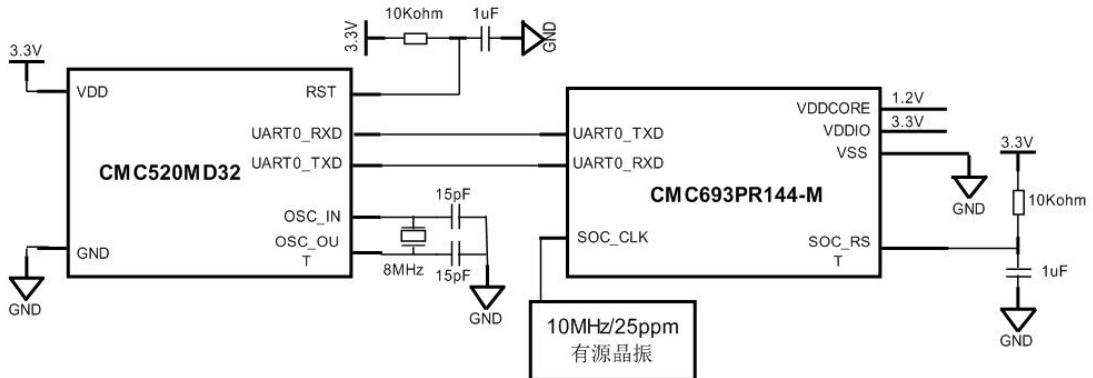 10Kohm
1uF
3.3V
GND
3.3V
VDD
RST
UART0_RXD
UART0_TXD
CMC520MD32
OSC_IN
OSC_OU
T
GND
GND
15pF
8MHz
15pF
GND
UART0_TXD
UART0_RXD
CMC693PR144-M
SOC_CLK
VDDCORE
1.2V
VDDIO
3.3V
VSS
GND
SOC_RS
T
3.3V
10Kohm
1uF
GND
10MHz/25ppm
有源晶振